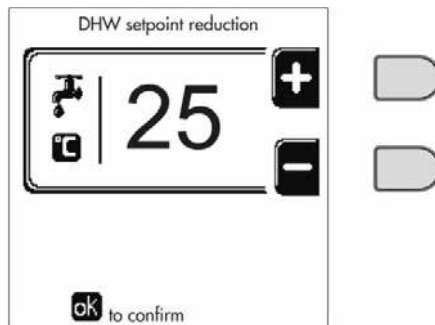 DHW setpoint reduction
25
°C
+
-
ok to confirm